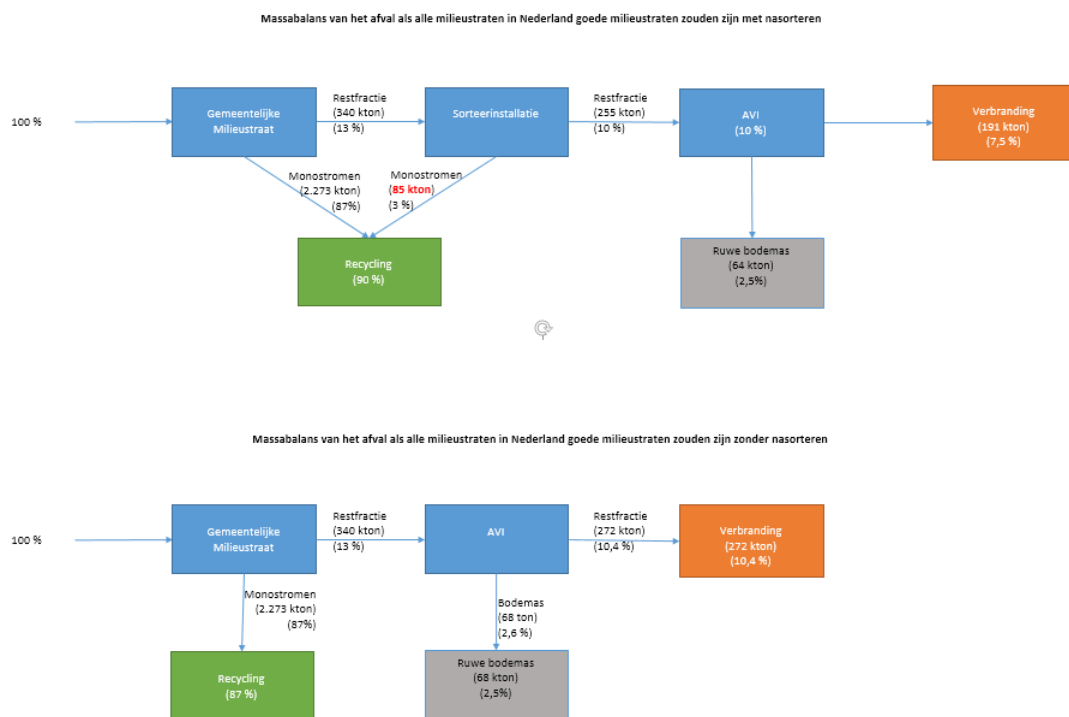 Massabalans van het afval als alle milieustraten in Nederland goede milieustraten zouden zijn met nasorteren
100 %
Gemeentelijke
Milieustraat
Restfractie
(340 kton)
(13 %)
Sorteerinstallatie
Restfractie
(255 kton)
(10 %)
AVI
(10 %)
Verbranding
(191 kton)
(7,5 %)
Monostromen
(2.273 kton)
(87%)
Monostromen
(85 kton)
(3 %)
Recycling
(90 %)
Ruwe bodemas
(64 kton)
(2,5%)
Massabalans van het afval als alle milieustraten in Nederland goede milieustraten zouden zijn zonder nasorteren
100 %
Gemeentelijke
Milieustraat
Restfractie
(340 kton)
(13 %)
AVI
Restfractie
(272 kton)
(10,4 %)
Verbranding
(272 kton)
(10,4 %)
Monostromen
(2.273 kton)
(87%)
Bodemas
(68 ton)
(2,6 %)
Recycling
(87 %)
Ruwe bodemas
(68 kton)
(2,5%)